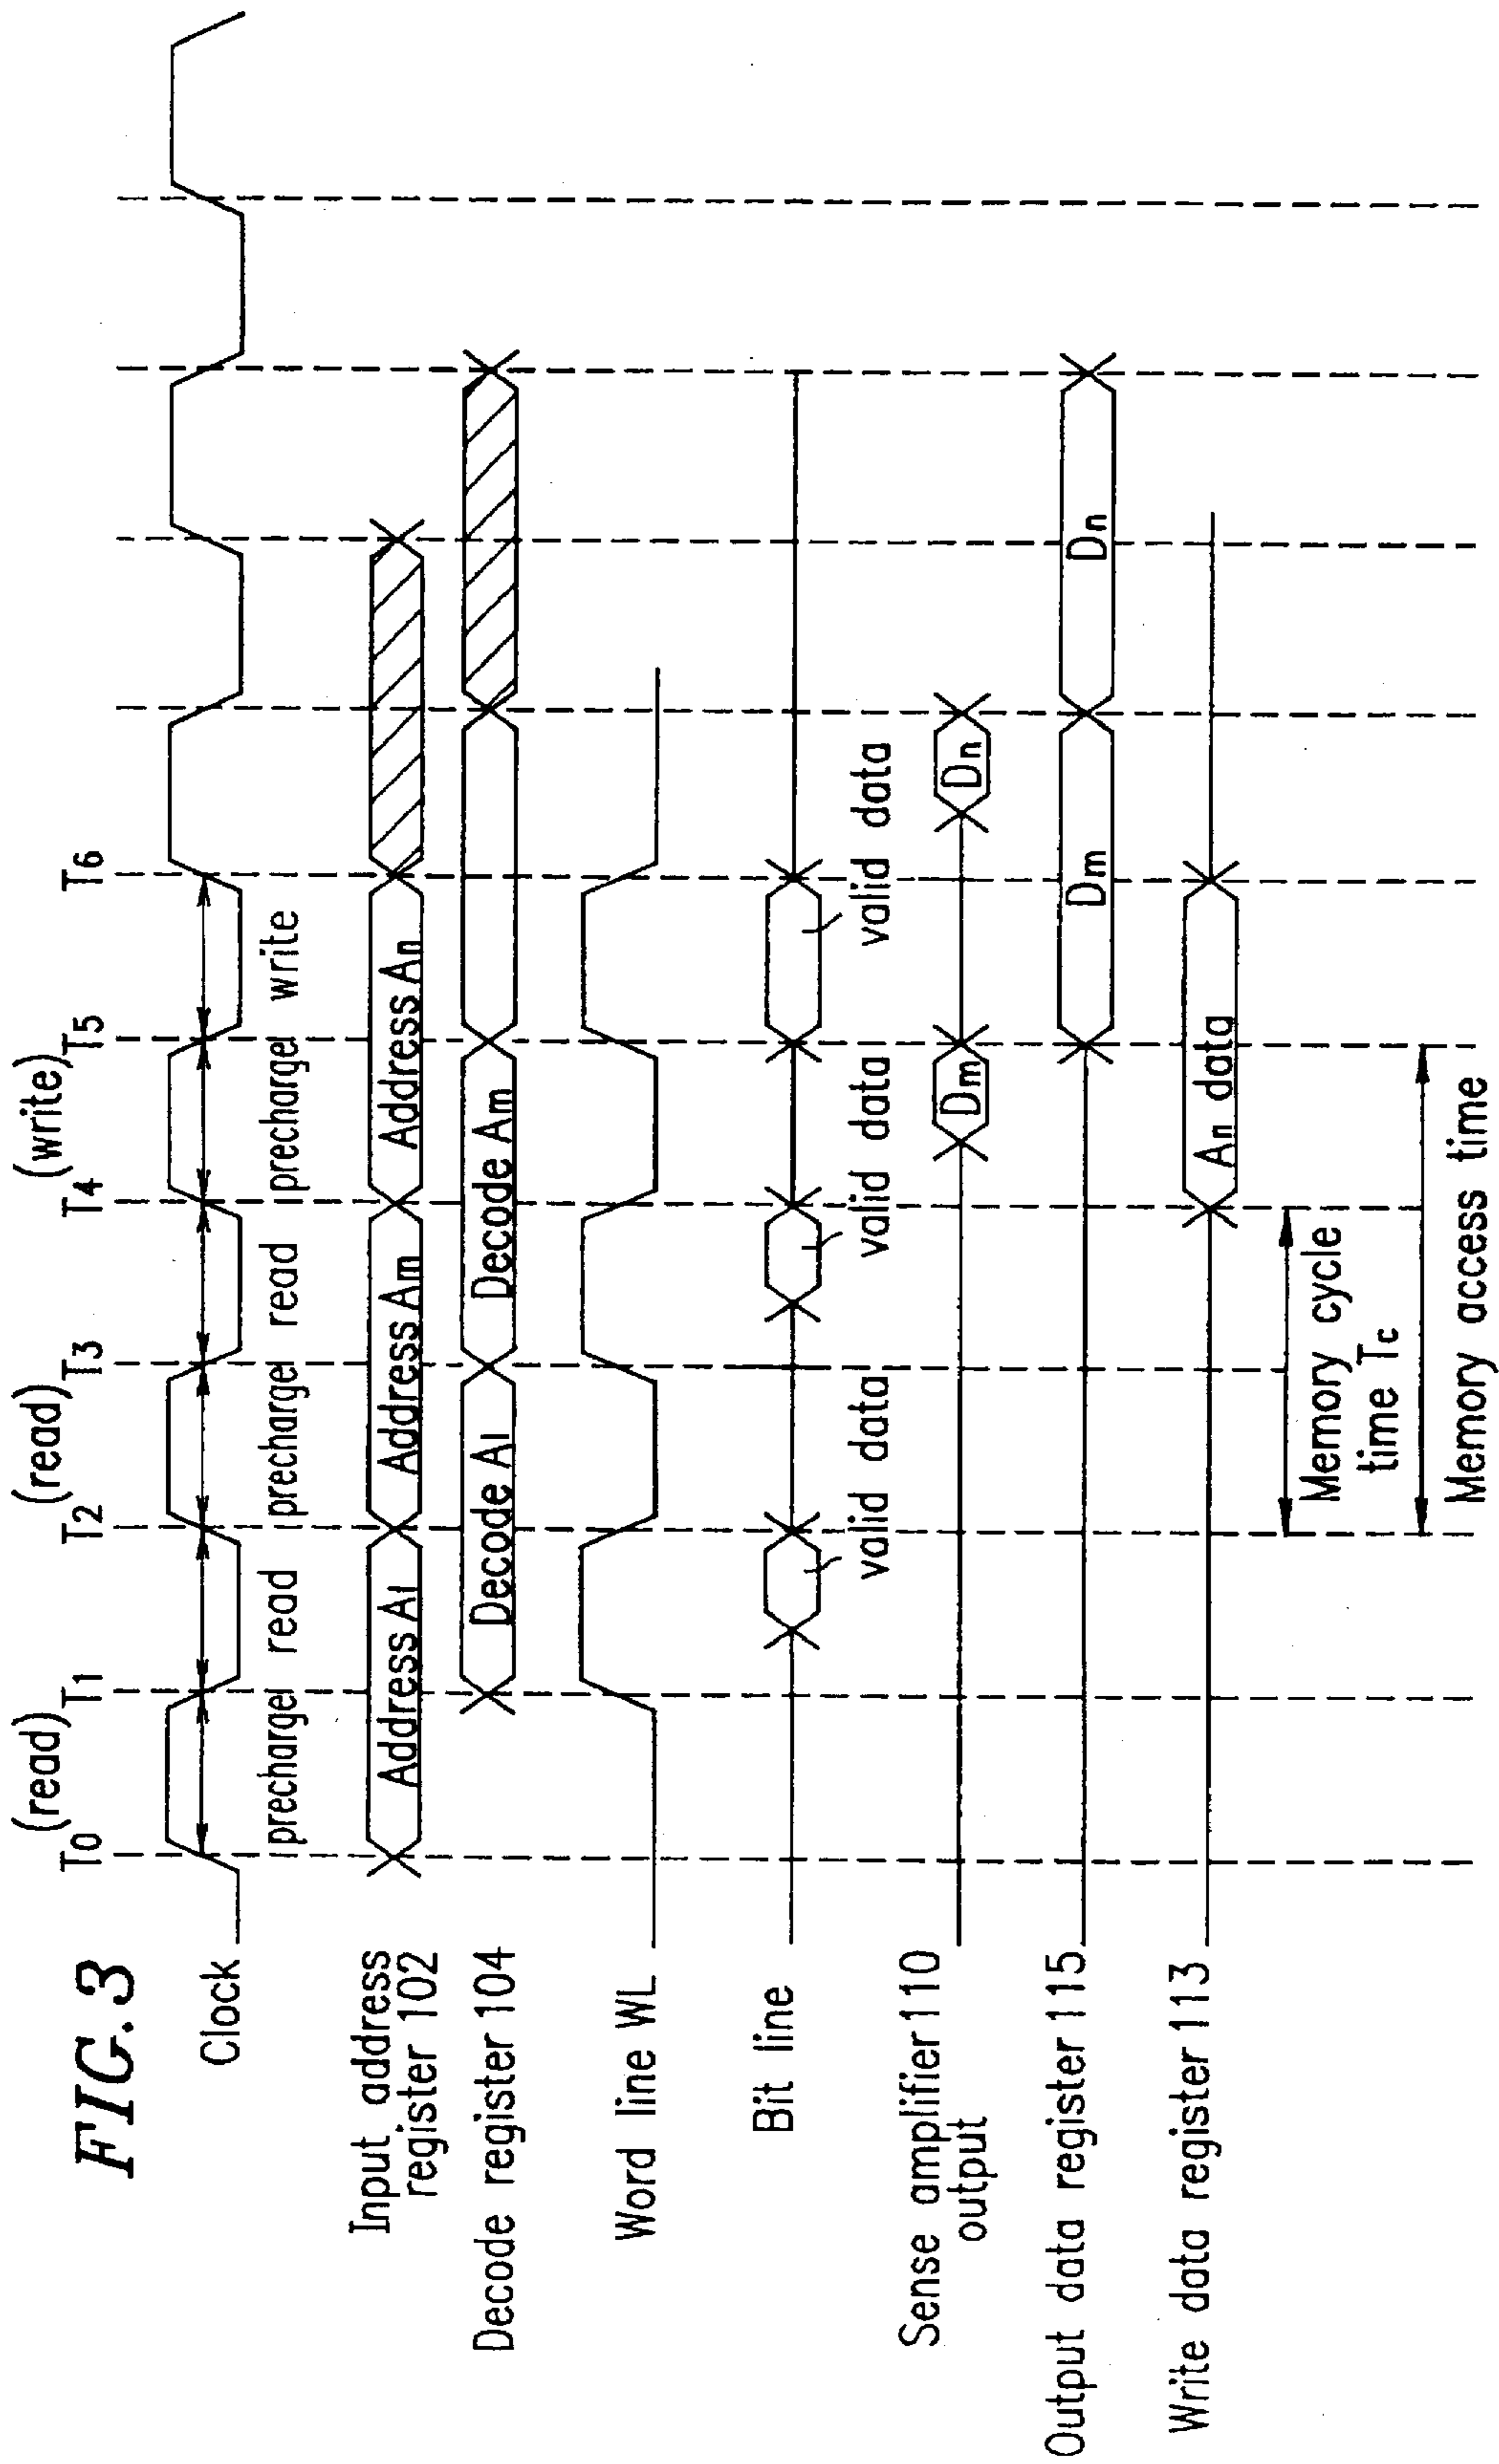 FIG.3
(read) (read) (write)
T0 T1 T2 T3 T4 T5 T6
Clock
precharge read precharge read precharge write
Input address
register 102
Address Al Address Am Address An
Decode register 104
Decode Al Decode Am
Word line WL
Bit line
valid data valid data valid data
Sense amplifier 110
output
Dm Dn
Output data register 115
Dm Dn
Write data register 113
An data
Memory cycle
time Tc
Memory access time